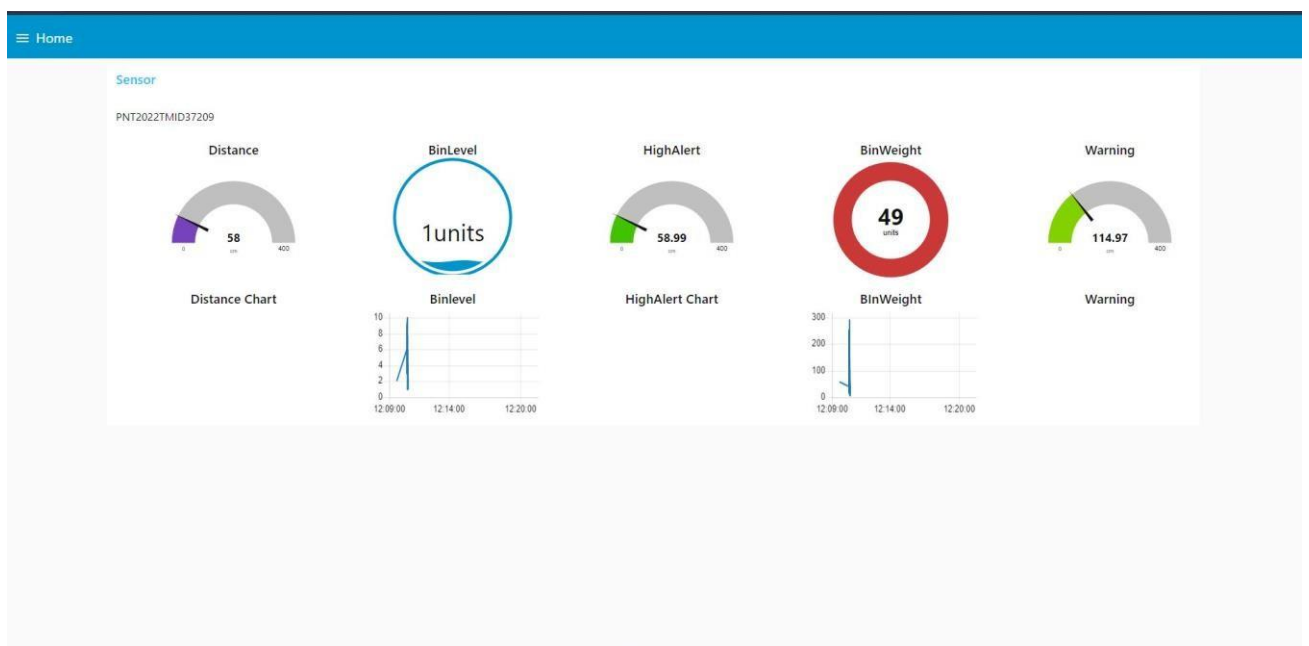 Home
Sensor
PNT2022TMID37209
Distance
58
cm
0
400
BinLevel
1units
HighAlert
58.99
cm
0
400
BinWeight
49
units
Warning
114.97
cm
0
400
Distance Chart
Binlevel
10
8
6
4
2
0
12:09:00
12:14:00
12:20:00
HighAlert Chart
BInWeight
300
200
100
0
12:09:00
12:14:00
12:20:00
Warning